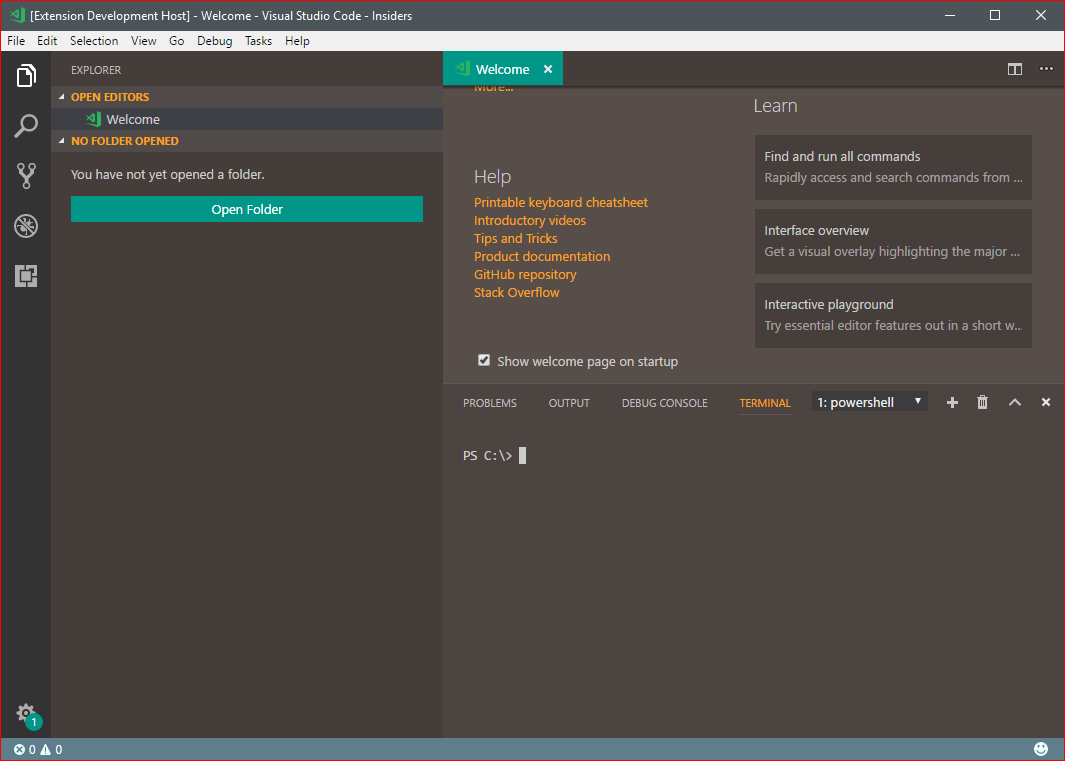 [Extension Development Host] - Welcome - Visual Studio Code - Insiders
File Edit Selection View Go Debug Tasks Help
EXPLORER
OPEN EDITORS
Welcome
NO FOLDER OPENED
You have not yet opened a folder.
Open Folder
1
Welcome
More...
Help
Printable keyboard cheatsheet
Introductory videos
Tips and Tricks
Product documentation
GitHub repository
Stack Overflow
Show welcome page on startup
Learn
Find and run all commands
Rapidly access and search commands from ...
Interface overview
Get a visual overlay highlighting the major ...
Interactive playground
Try essential editor features out in a short w...
PROBLEMS OUTPUT DEBUG CONSOLE TERMINAL 1: powershell
PS C:\>
0 0